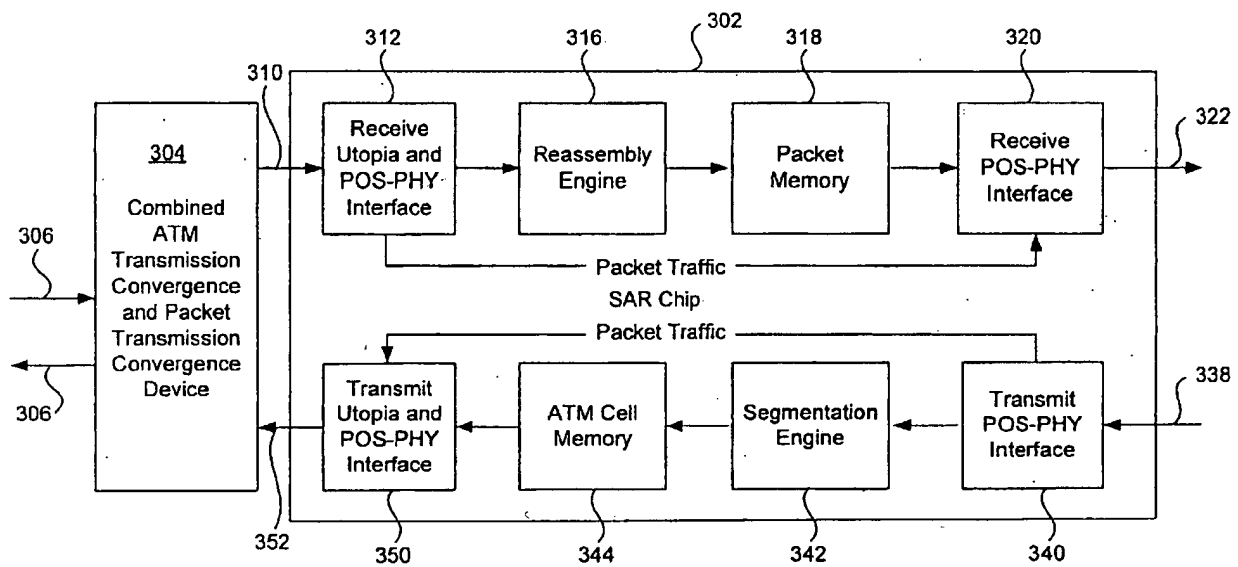 302
312
316
318
320
310
322
304
Combined
ATM
Transmission
Convergence
and Packet
Transmission
Convergence
Device
Receive
Utopia and
POS-PHY
Interface
Reassembly
Engine
Packet
Memory
Receive
POS-PHY
Interface
306
306
Packet Traffic
SAR Chip
Packet Traffic
Transmit
Utopia and
POS-PHY
Interface
ATM Cell
Memory
Segmentation
Engine
Transmit
POS-PHY
Interface
338
352
350
344
342
340